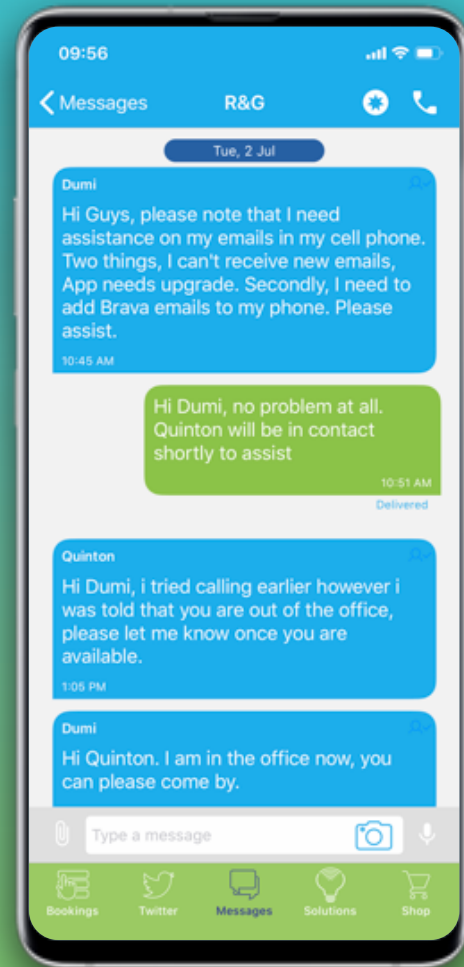 09:56
Messages
R&G
Tue, 2 Jul
Dumi
Hi Guys, please note that I need
assistance on my emails in my cell phone.
Two things, I can't receive new emails,
App needs upgrade. Secondly, I need to
add Brava emails to my phone. Please
assist.
10:45 AM
Hi Dumi, no problem at all.
Quinton will be in contact
shortly to assist
10:51 AM
Delivered
Quinton
Hi Dumi, i tried calling earlier however i
was told that you are out of the office,
please let me know once you are
available.
1:05 PM
Dumi
Hi Quinton. I am in the office now, you
can please come by.
Type a message
Bookings
Twitter
Messages
Solutions
Shop